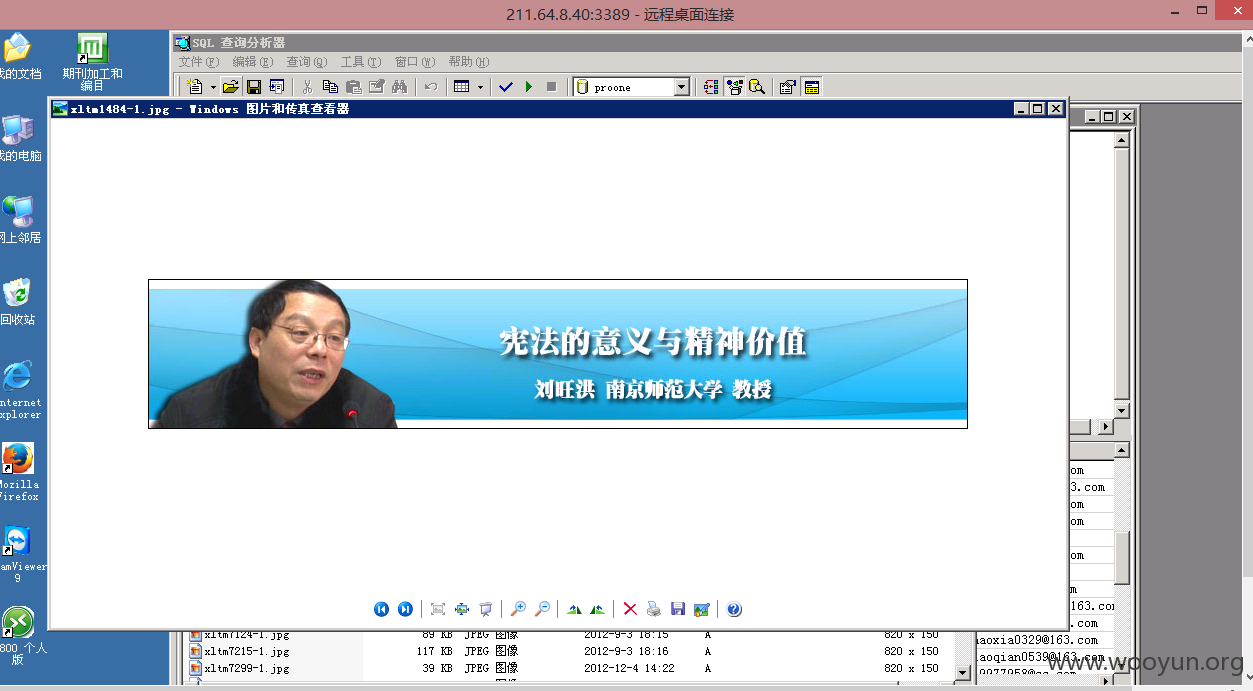 211.64.8.40:3389 - 远程桌面连接
SQL 查询分析器
文件(F) 编辑(E) 查询(Q) 工具(T) 窗口(W) 帮助(H)
proone
我的文档
期刊加工和
编目
我的电脑
网上邻居
回收站
nternet
xplorer
ozilla
irefox
amViewer
9
800 个人
版
xltm1484-1.jpg - Windows 图片和传真查看器
宪法的意义与精神价值
刘旺洪 南京师范大学 教授
om
3.com
om
om
om
m
163.com
.com
aoxia0329@163.com
aoqian0539@163.com
xltm7124-1.jpg 89 KB JPEG 图像 2012-9-3 18:15 A 820 x 150
xltm7215-1.jpg 117 KB JPEG 图像 2012-9-3 18:16 A 820 x 150
xltm7299-1.jpg 39 KB JPEG 图像 2012-12-4 14:22 A 820 x 150
www.wooyun.org